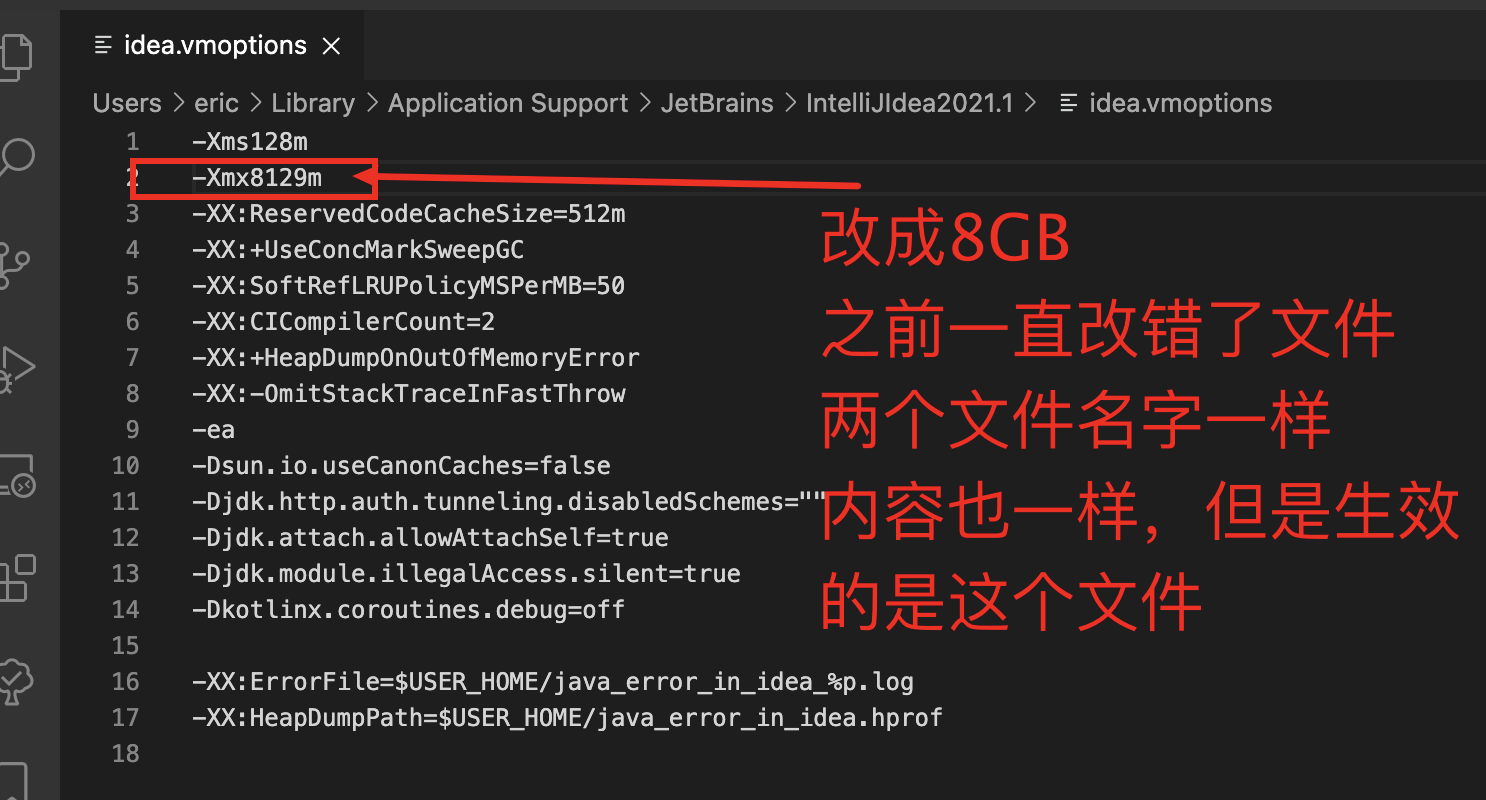 idea.vmoptions
Users > eric > Library > Application Support > JetBrains > IntelliJIdea2021.1 > idea.vmoptions
1 -Xms128m
2 -Xmx8129m
3 -XX:ReservedCodeCacheSize=512m
4 -XX:+UseConcMarkSweepGC
5 -XX:SoftRefLRUPolicyMSPerMB=50
6 -XX:CICompilerCount=2
7 -XX:+HeapDumpOnOutOfMemoryError
8 -XX:-OmitStackTraceInFastThrow
9 -ea
10 -Dsun.io.useCanonCaches=false
11 -Djdk.http.auth.tunneling.disabledSchemes=""
12 -Djdk.attach.allowAttachSelf=true
13 -Djdk.module.illegalAccess.silent=true
14 -Dkotlinx.coroutines.debug=off
15
16 -XX:ErrorFile=$USER_HOME/java_error_in_idea_%p.log
17 -XX:HeapDumpPath=$USER_HOME/java_error_in_idea.hprof
18
改成8GB
之前一直改错了文件
两个文件名字一样
内容也一样，但是生效
的是这个文件